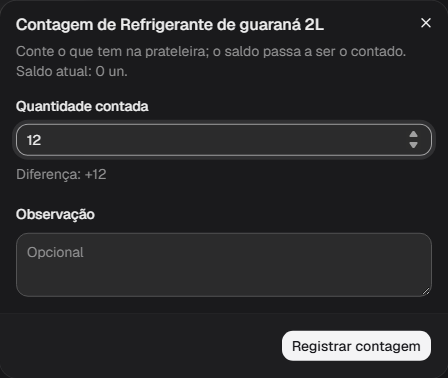 Contagem de Refrigerante de guaraná 2L
Conte o que tem na prateleira; o saldo passa a ser o contado.
Saldo atual: 0 un.
Quantidade contada
12
Diferença: +12
Observação
Opcional
Registrar contagem